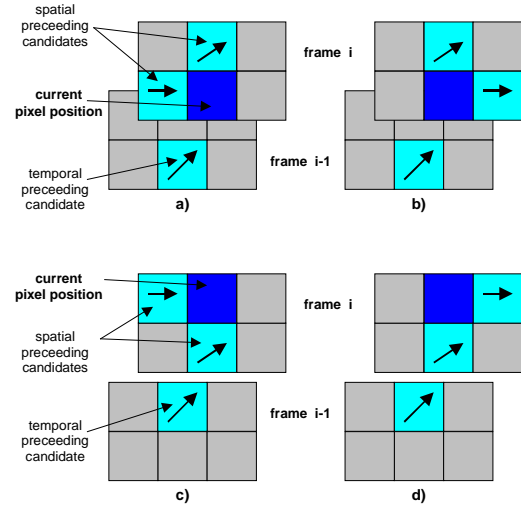 spatial
preceeding
candidates
frame i
current
pixel position
temporal
preceeding
candidate
frame i-1
a)
b)
current
pixel position
frame i
spatial
preceeding
candidates
temporal
preceeding
candidate
frame i-1
c)
d)